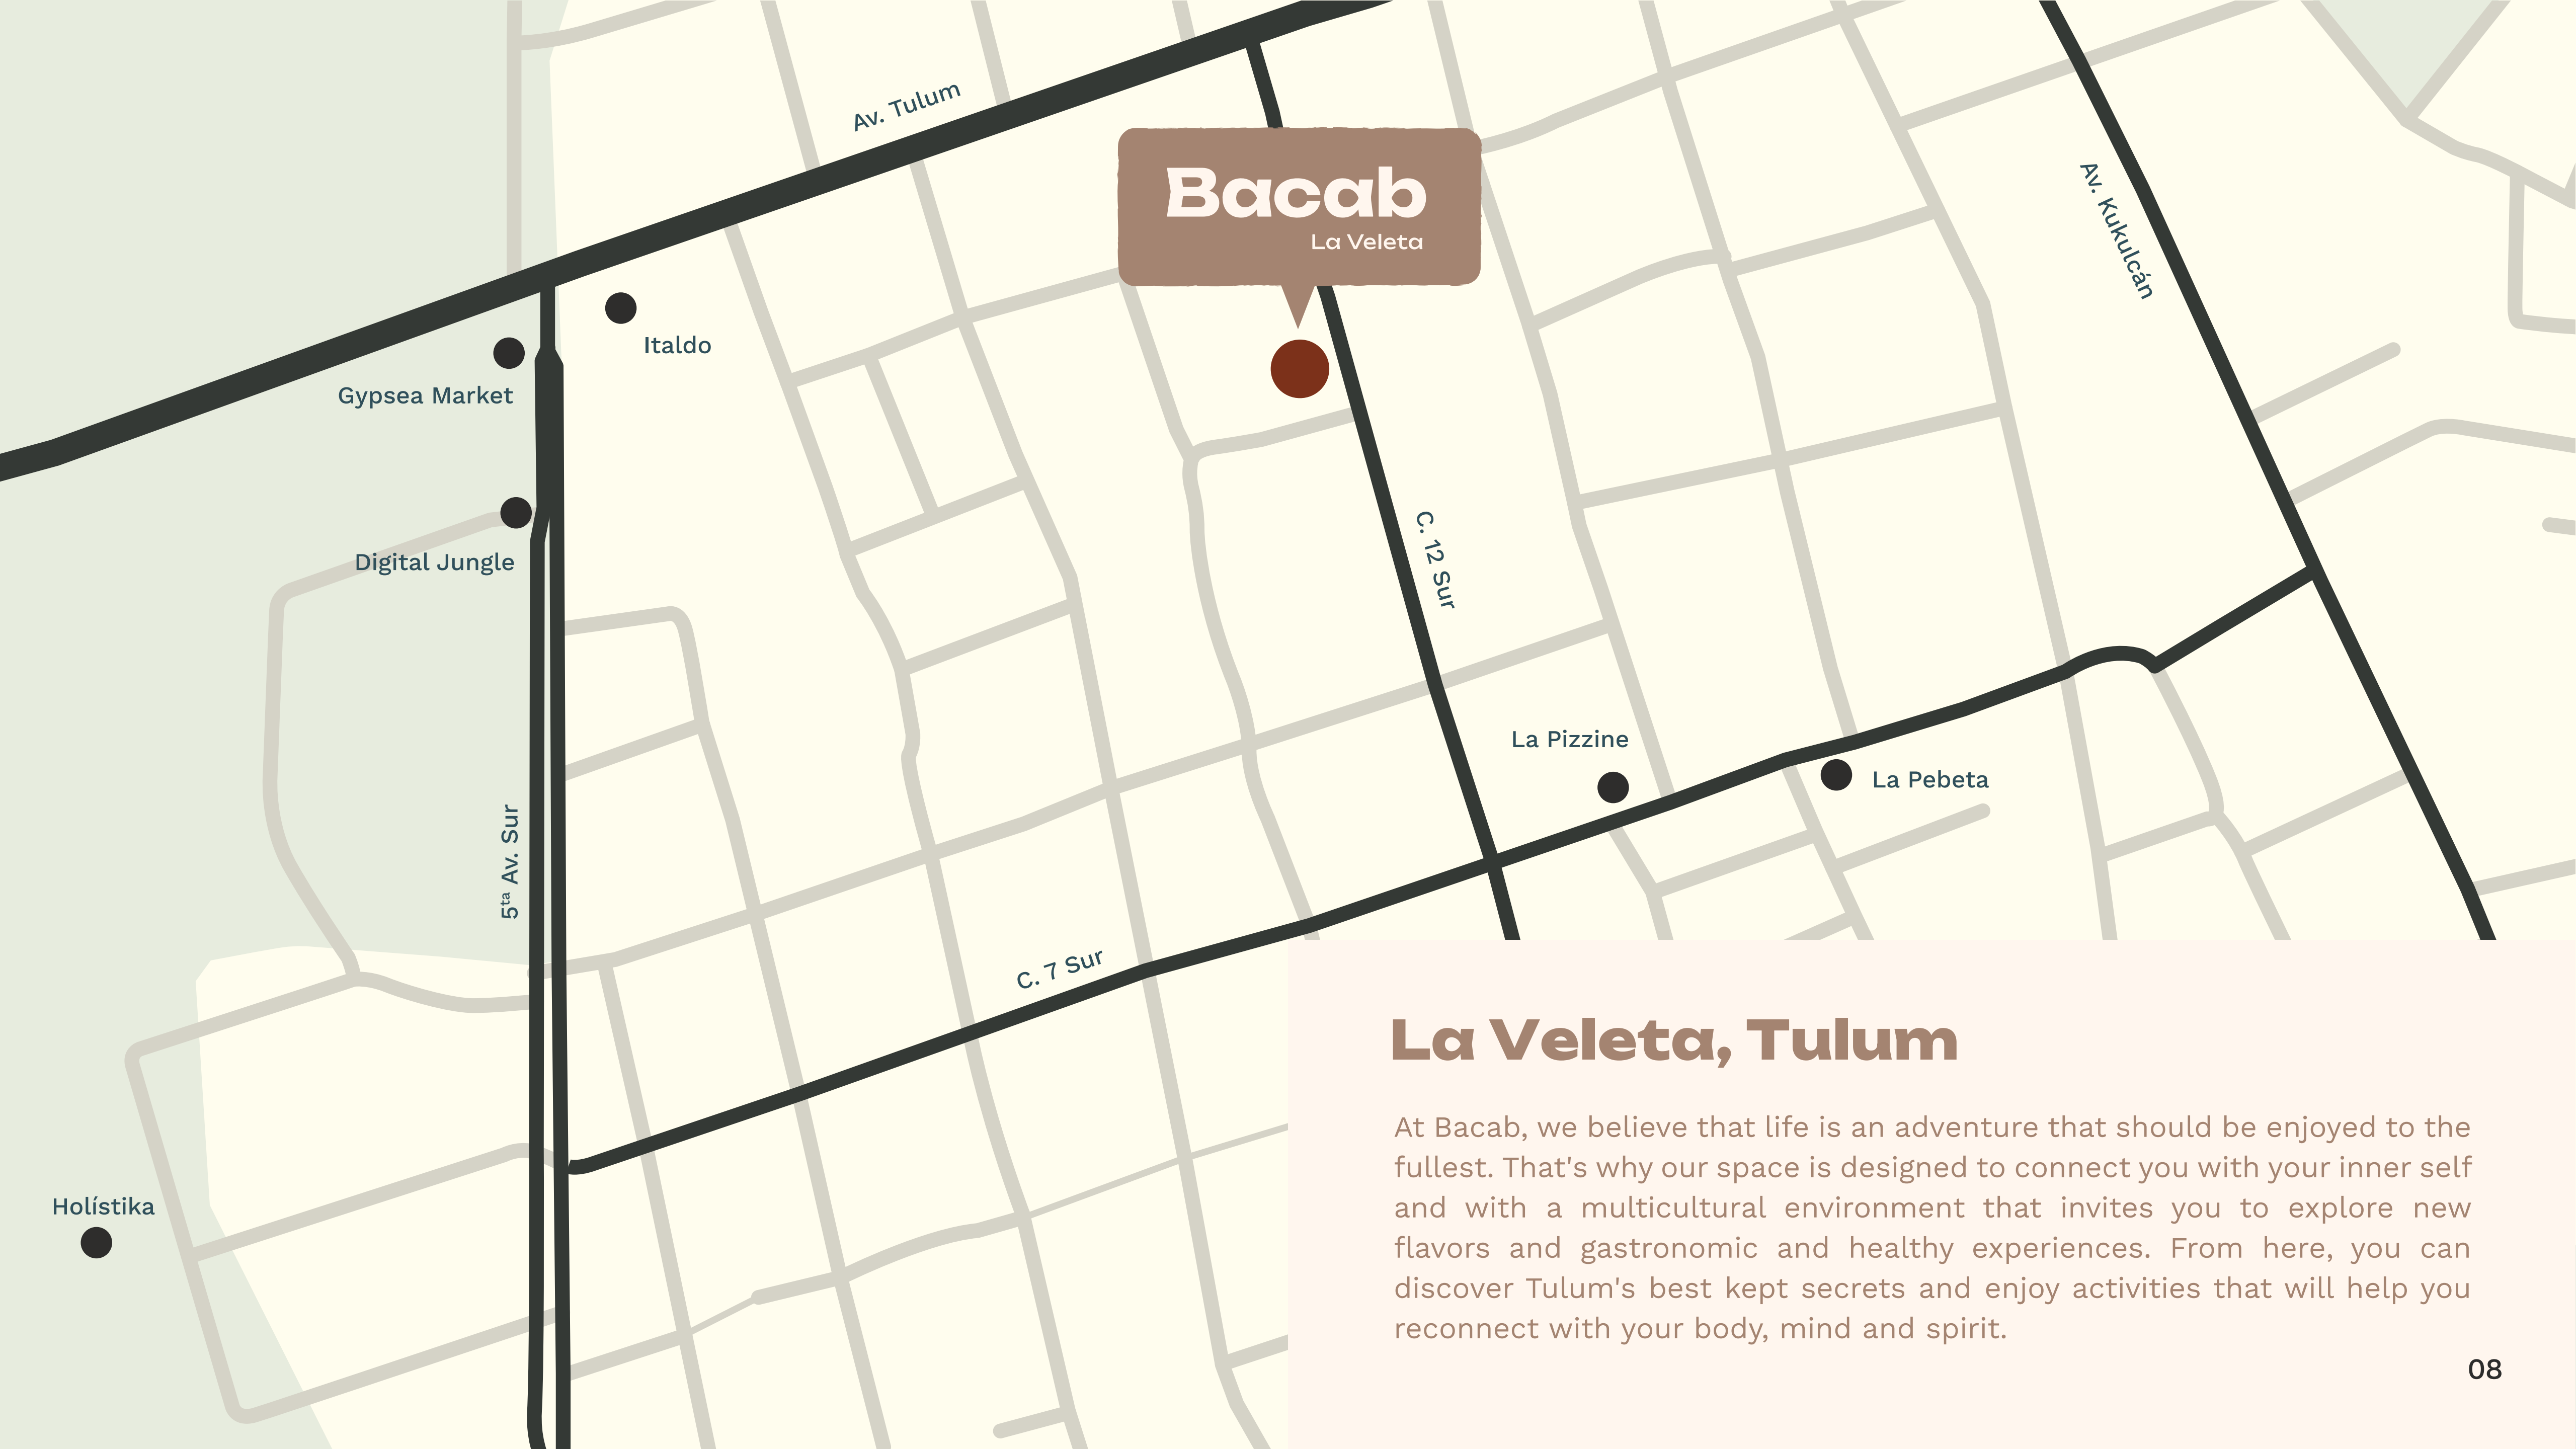 Av. Tulum
Bacab
La Veleta
Av. Kukulcán
Italdo
Gypsea Market
Digital Jungle
C. 12 Sur
La Pizzine
La Pebeta
5ta Av. Sur
C. 7 Sur
Holístika
La Veleta, Tulum
At Bacab, we believe that life is an adventure that should be enjoyed to the
fullest. That's why our space is designed to connect you with your inner self
and with a multicultural environment that invites you to explore new
flavors and gastronomic and healthy experiences. From here, you can
discover Tulum's best kept secrets and enjoy activities that will help you
reconnect with your body, mind and spirit.
08